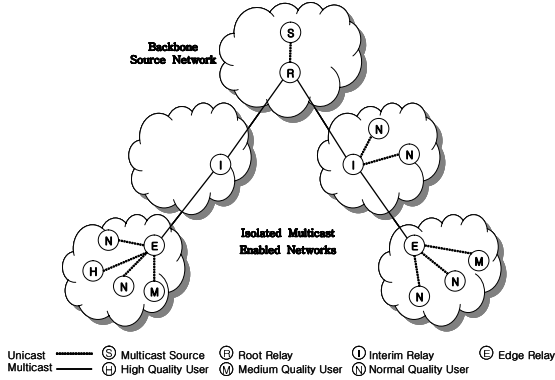 Backbone
Source Network
S
R
I
N
I
N
Isolated Multicast
Enabled Networks
N
E
H
N
M
E
M
N
N
Unicast S Multicast Source R Root Relay I Interim Relay E Edge Relay
Multicast H High Quality User M Medium Quality User N Normal Quality User